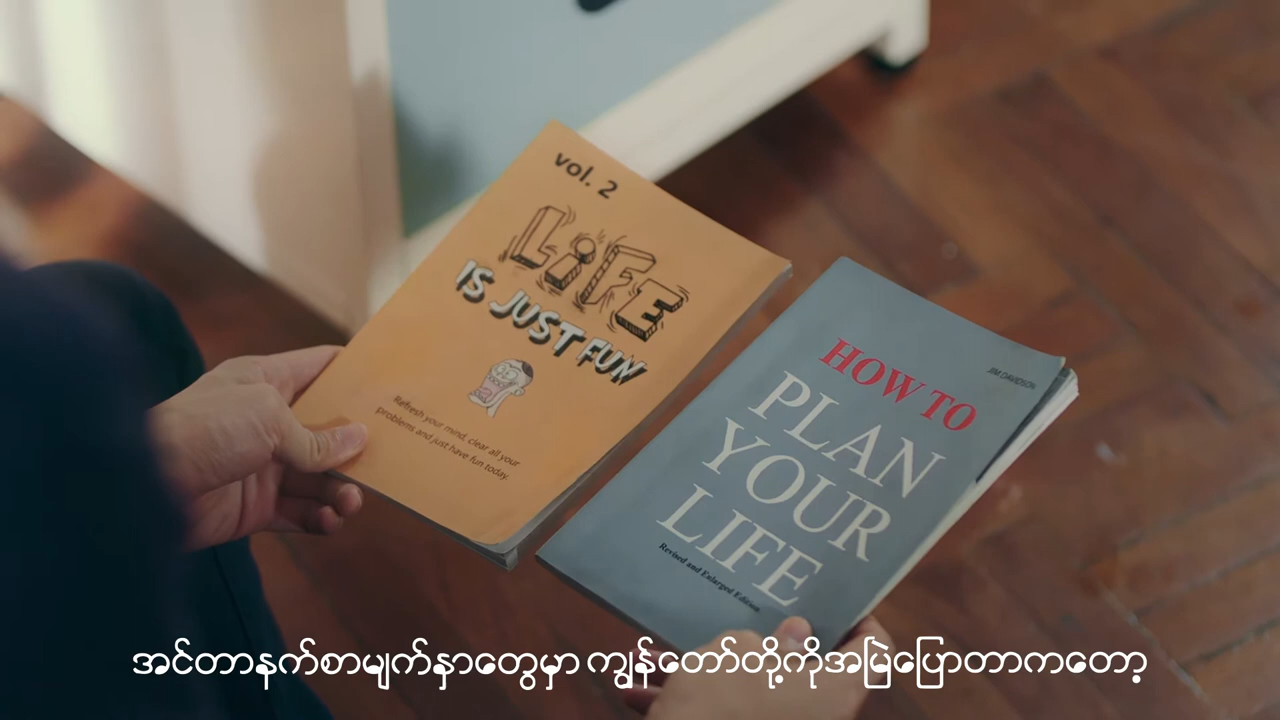 vol. 2
LiFE
IS JUST FUN
Refresh your mind, clear all your
problems and just have fun today.
JIM DAVIDSON
HOW TO
PLAN
YOUR
LIFE
Revised and Enlarged Edition
အင်တာနက်စာမျက်နှာတွေမှာ ကျွန်တော်တို့ကိုအမြဲပြောတာကတော့